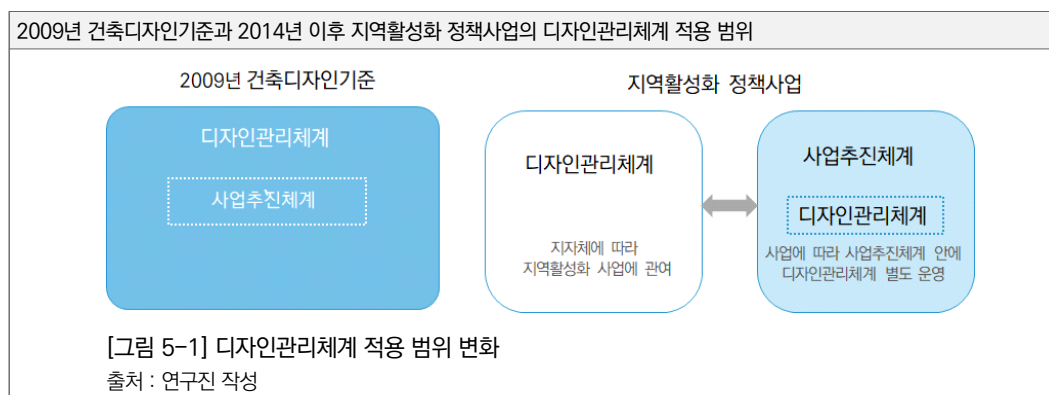 2009년 건축디자인기준과 2014년 이후 지역활성화 정책사업의 디자인관리체계 적용 범위
2009년 건축디자인기준
지역활성화 정책사업
디자인관리체계
사업추진체계
디자인관리체계
지자체에 따라
지역활성화 사업에 관여
사업추진체계
디자인관리체계
사업에 따라 사업추진체계 안에
디자인관리체계 별도 운영
[그림 5-1] 디자인관리체계 적용 범위 변화
출처 : 연구진 작성